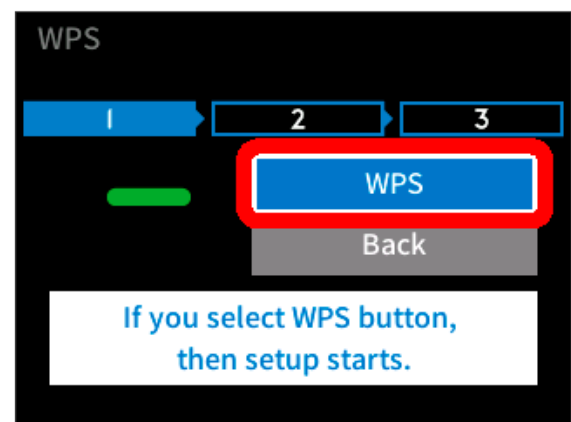 WPS
1
2
3
WPS
Back
If you select WPS button,
then setup starts.